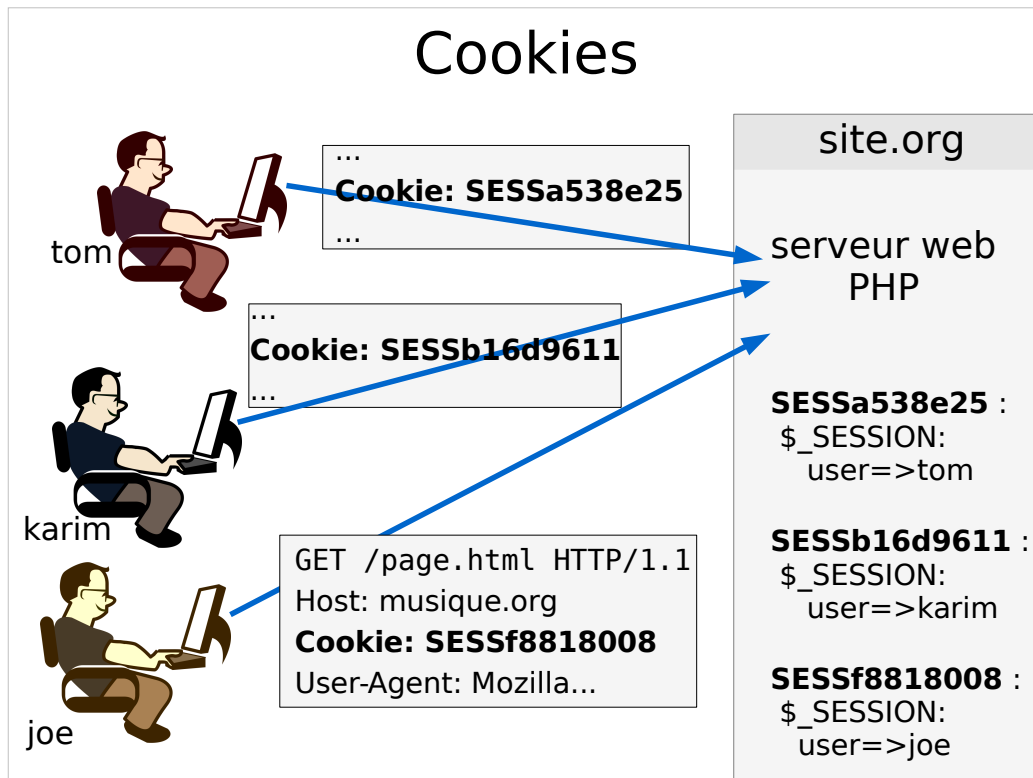 Cookies
tom
...
Cookie: SESSa538e25
...
karim
...
Cookie: SESSb16d9611
...
joe
GET /page.html HTTP/1.1
Host: musique.org
Cookie: SESSf8818008
User-Agent: Mozilla...
site.org
serveur web
PHP
SESSa538e25 :
$_SESSION:
user=>tom
SESSb16d9611 :
$_SESSION:
user=>karim
SESSf8818008 :
$_SESSION:
user=>joe